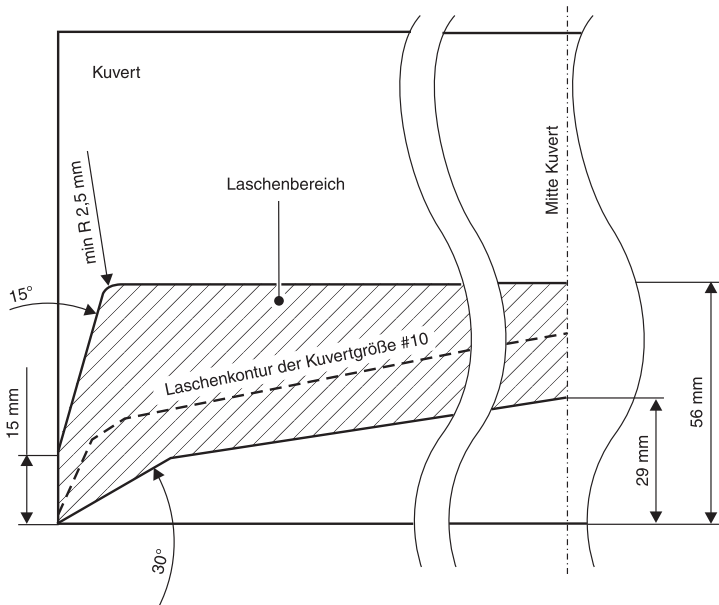 Kuvert
Mitte Kuvert
min R 2,5 mm
Laschenbereich
15°
Laschenkontur der Kuvertgröße #10
15 mm
56 mm
29 mm
30°